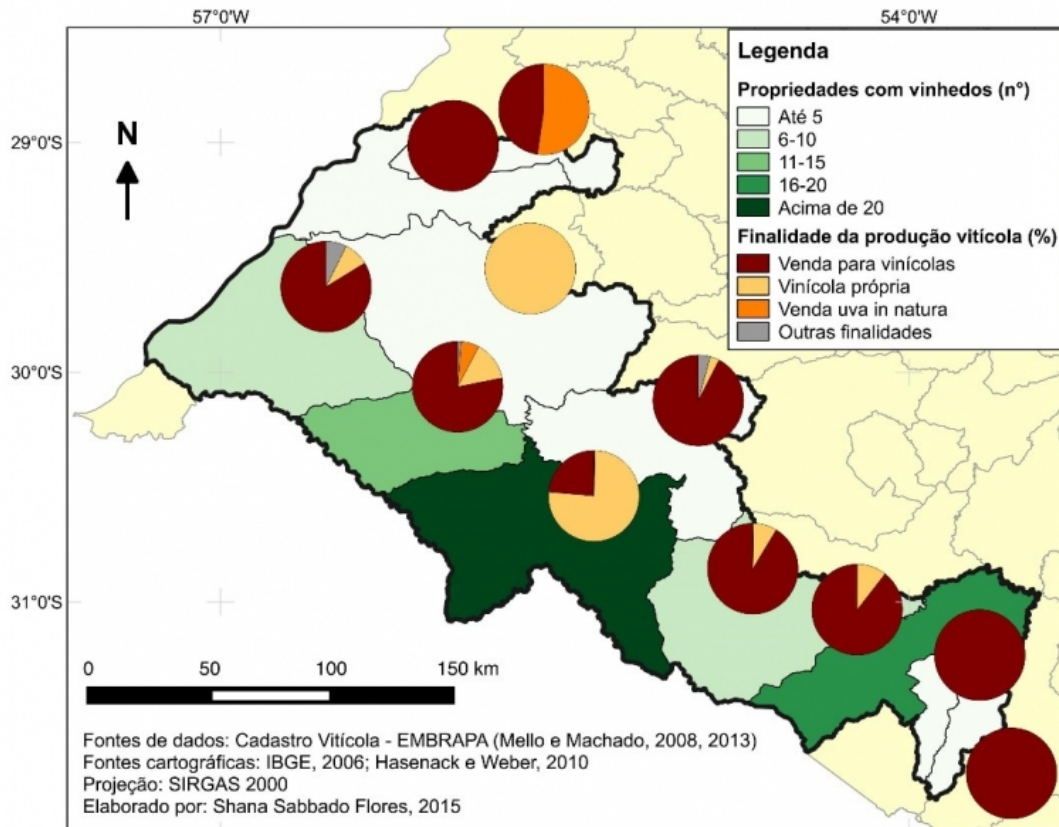 57°0'W
54°0'W
Legenda
Propriedades com vinhedos (n°)
Até 5
6-10
11-15
16-20
Acima de 20
Finalidade da produção vitícola (%)
Venda para vinícolas
Vinícola própria
Venda uva in natura
Outras finalidades
29°0'S
N
30°0'S
31°0'S
0 50 100 150 km
Fontes de dados: Cadastro Vitícola - EMBRAPA (Mello e Machado, 2008, 2013)
Fontes cartográficas: IBGE, 2006; Hasenack e Weber, 2010
Projeção: SIRGAS 2000
Elaborado por: Shana Sabbado Flores, 2015